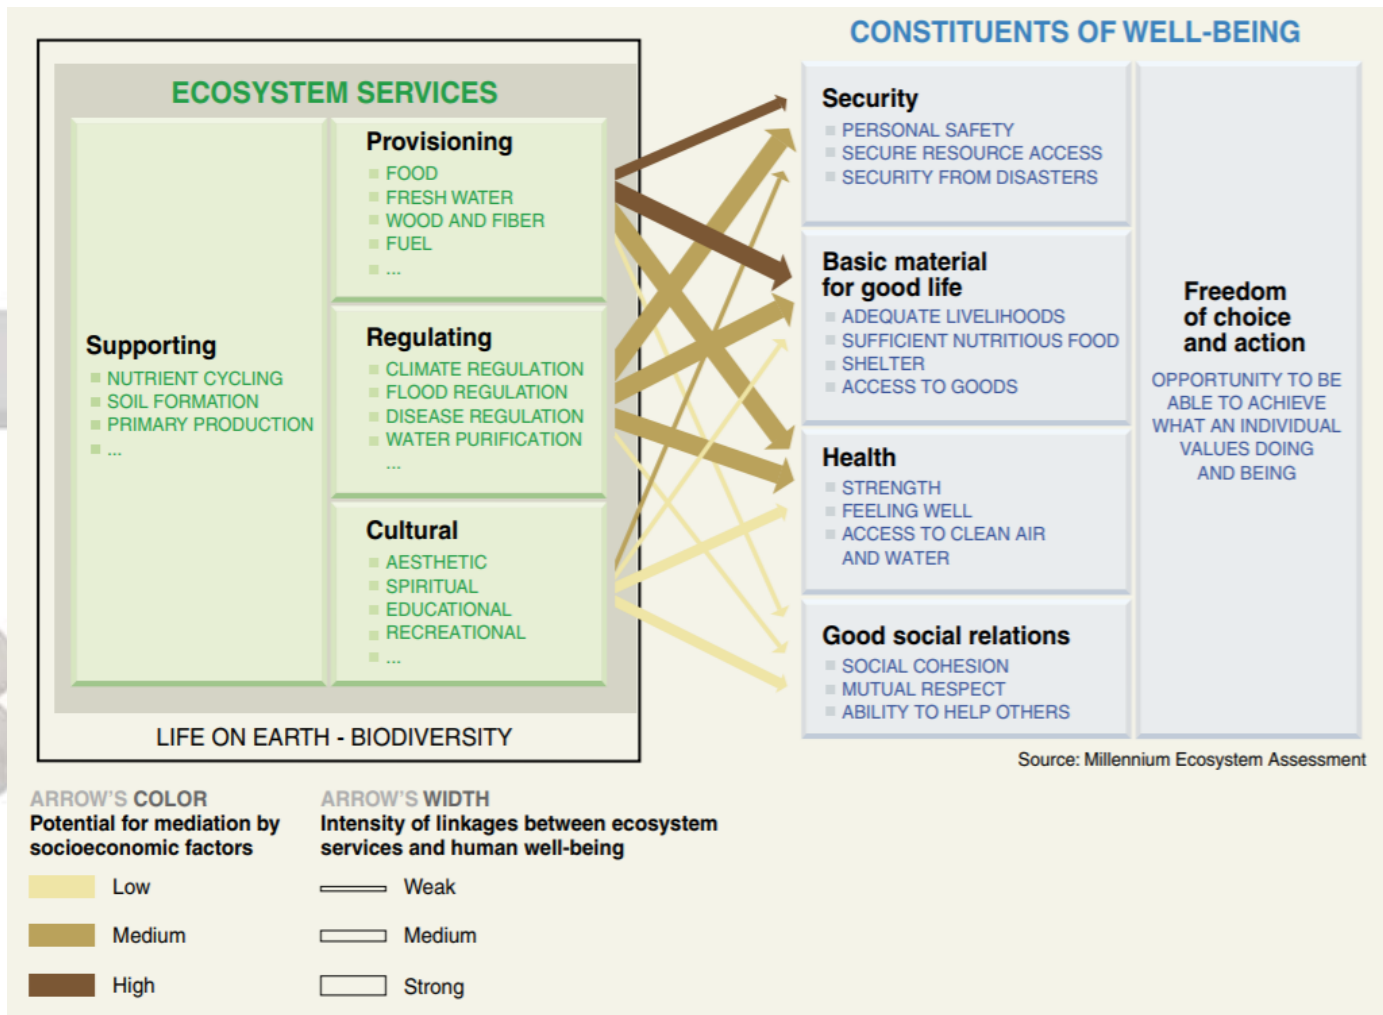 ECOSYSTEM SERVICES
Supporting
NUTRIENT CYCLING
SOIL FORMATION
PRIMARY PRODUCTION
...
Provisioning
FOOD
FRESH WATER
WOOD AND FIBER
FUEL
...
Regulating
CLIMATE REGULATION
FLOOD REGULATION
DISEASE REGULATION
WATER PURIFICATION
...
Cultural
AESTHETIC
SPIRITUAL
EDUCATIONAL
RECREATIONAL
...
LIFE ON EARTH - BIODIVERSITY
CONSTITUENTS OF WELL-BEING
Security
PERSONAL SAFETY
SECURE RESOURCE ACCESS
SECURITY FROM DISASTERS
Basic material
for good life
ADEQUATE LIVELIHOODS
SUFFICIENT NUTRITIOUS FOOD
SHELTER
ACCESS TO GOODS
Health
STRENGTH
FEELING WELL
ACCESS TO CLEAN AIR
AND WATER
Good social relations
SOCIAL COHESION
MUTUAL RESPECT
ABILITY TO HELP OTHERS
Freedom
of choice
and action
OPPORTUNITY TO BE
ABLE TO ACHIEVE
WHAT AN INDIVIDUAL
VALUES DOING
AND BEING
Source: Millennium Ecosystem Assessment
ARROW'S COLOR
Potential for mediation by
socioeconomic factors
Low
Medium
High
ARROW'S WIDTH
Intensity of linkages between ecosystem
services and human well-being
Weak
Medium
Strong